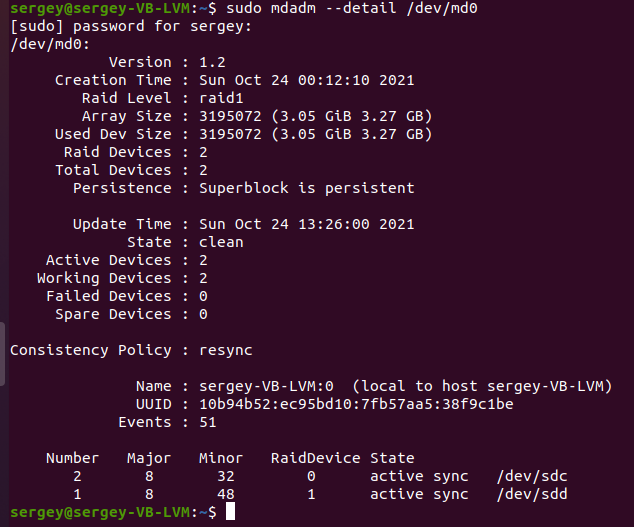 sergey@sergey-VB-LVM:~$ sudo mdadm --detail /dev/md0
[sudo] password for sergey:
/dev/md0:
Version : 1.2
Creation Time : Sun Oct 24 00:12:10 2021
Raid Level : raid1
Array Size : 3195072 (3.05 GiB 3.27 GB)
Used Dev Size : 3195072 (3.05 GiB 3.27 GB)
Raid Devices : 2
Total Devices : 2
Persistence : Superblock is persistent
Update Time : Sun Oct 24 13:26:00 2021
State : clean
Active Devices : 2
Working Devices : 2
Failed Devices : 0
Spare Devices : 0
Consistency Policy : resync
Name : sergey-VB-LVM:0 (local to host sergey-VB-LVM)
UUID : 10b94b52:ec95bd10:7fb57aa5:38f9c1be
Events : 51
Number Major Minor RaidDevice State
2 8 32 0 active sync /dev/sdc
1 8 48 1 active sync /dev/sdd
sergey@sergey-VB-LVM:~$